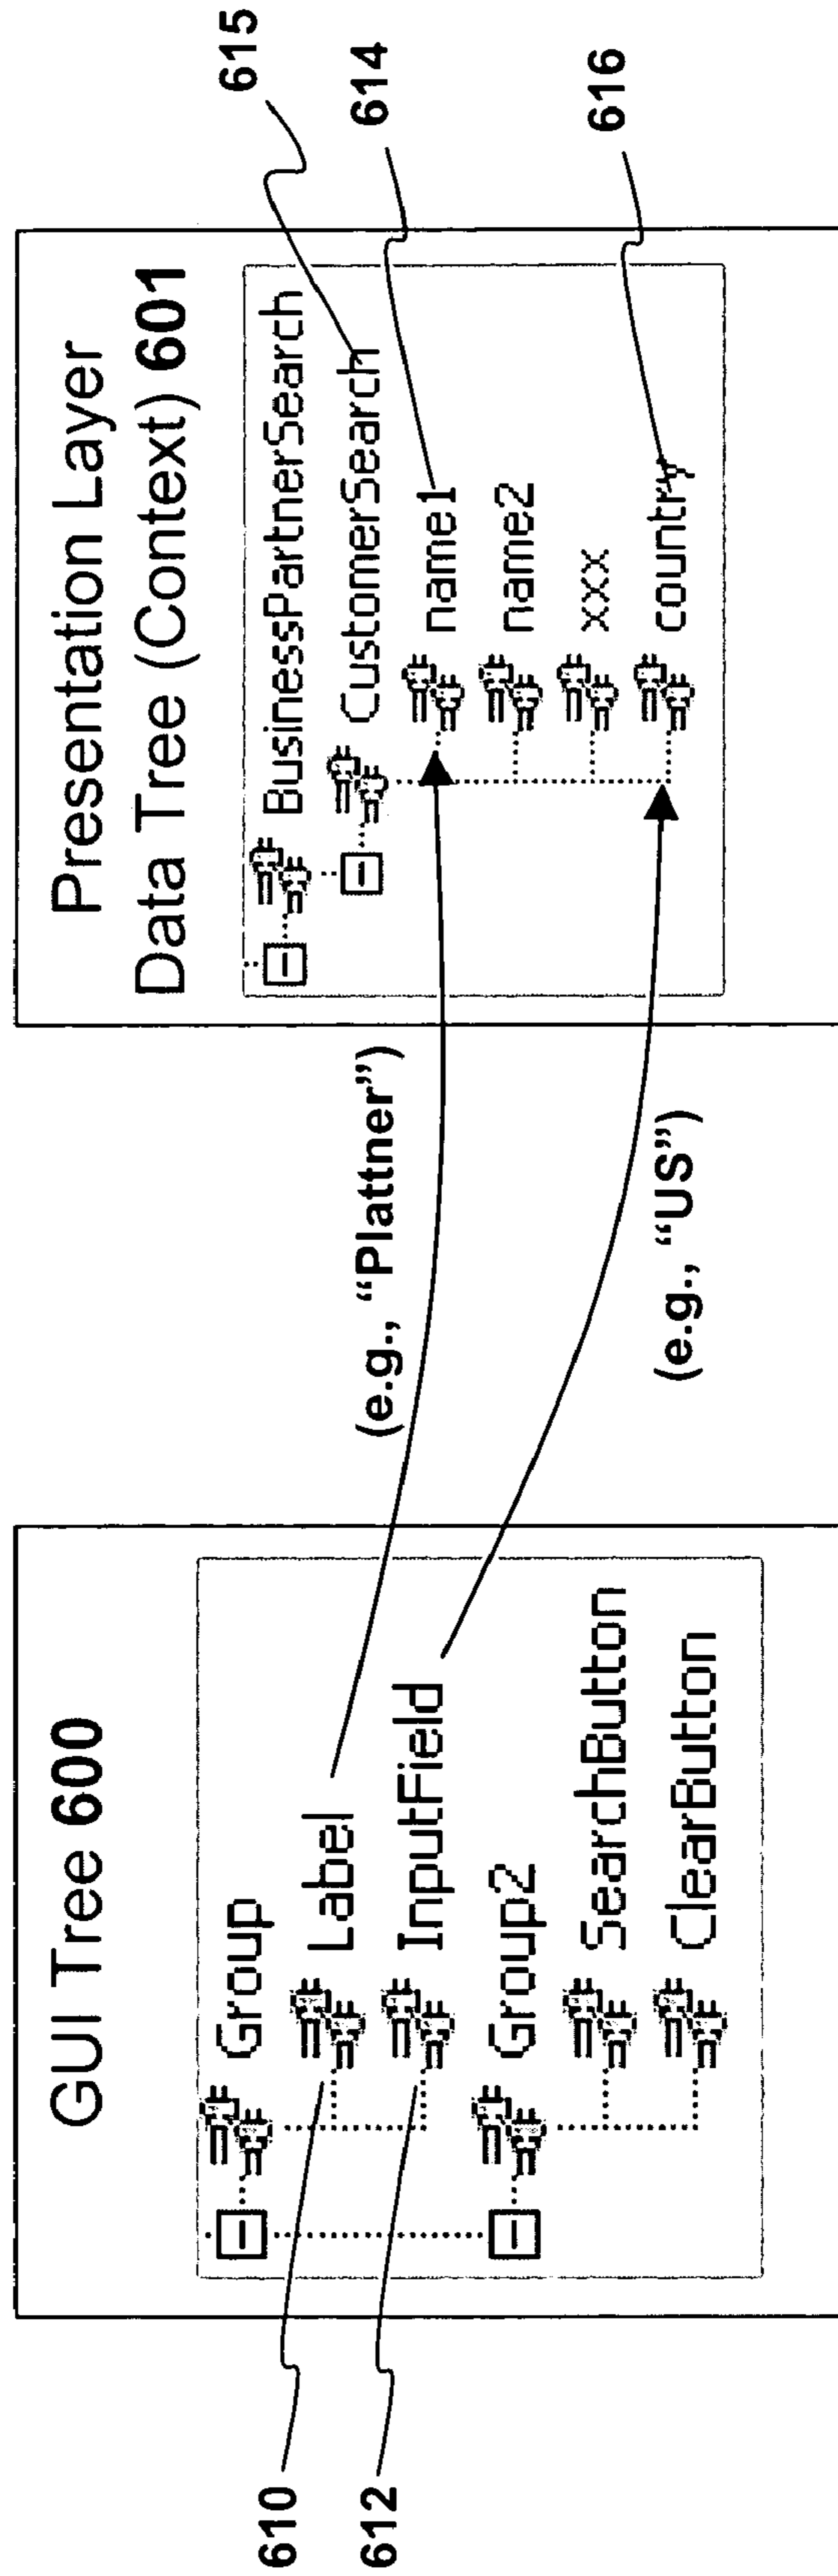 GUI Tree 600
Group
Label
InputField
Group2
SearchButton
ClearButton
610
612
(e.g., “Plattner”)
(e.g., “US”)
Presentation Layer
Data Tree (Context) 601
BusinessPartnerSearch
CustomerSearch
name1
name2
xxx
country
615
614
616